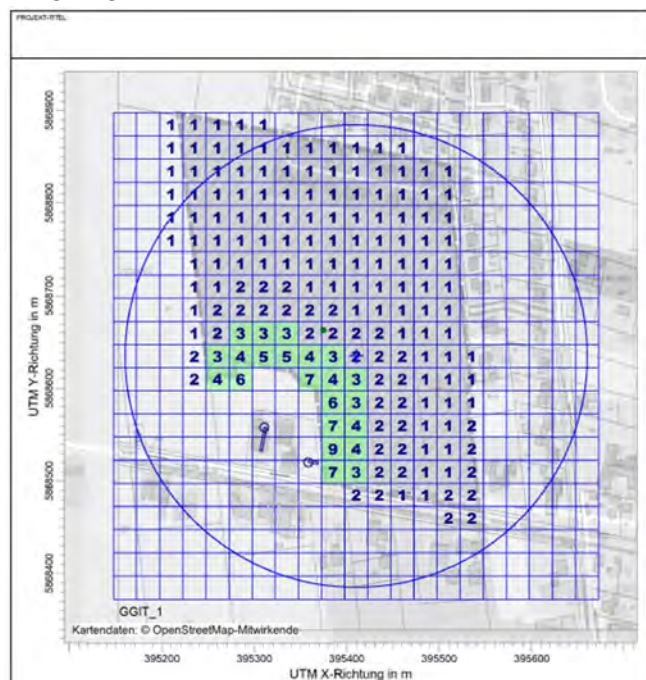 PROJEKT-TITEL:
5868900
5868800
5868700
5868600
5868500
5868400
UTM Y-Richtung in m
1 1 1 1 1
1 1 1 1 1 1 1 1 1 1 1
1 1 1 1 1 1 1 1 1 1 1 1 1
1 1 1 1 1 1 1 1 1 1 1 1 1
1 1 1 1 1 1 1 1 1 1 1 1 1
1 1 1 1 1 1 1 1 1 1 1 1 1
1 1 1 1 1 1 1 1 1 1 1 1
1 1 2 2 2 1 1 1 1 1 1 1
1 2 2 2 2 2 2 2 1 1 1 1
1 2 3 3 3 2 2 2 2 1 1 1
2 3 4 5 5 4 3 2 2 2 1 1 1
2 4 6 7 4 3 2 2 1 1 1
6 3 2 2 1 1 1
7 4 2 2 1 1 2
9 4 2 2 1 1 2
7 3 2 2 1 1 2
2 2 1 1 2 2
2 2
GGIT_1
Kartendaten: © OpenStreetMap-Mitwirkende
395200 395300 395400 395500 395600
UTM X-Richtung in m